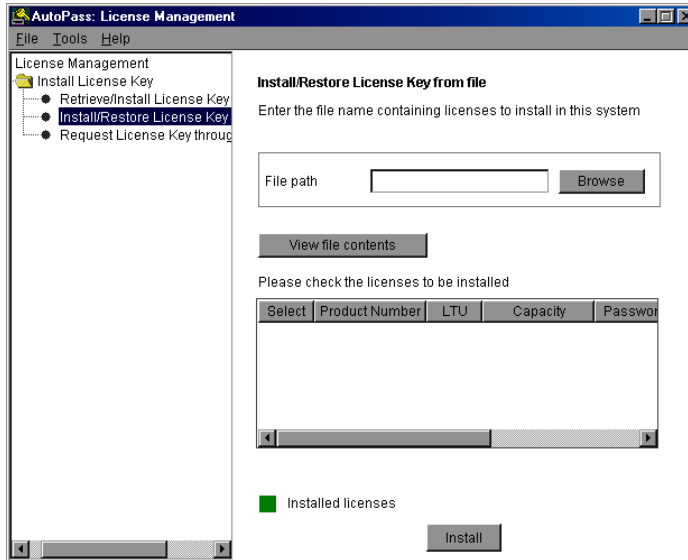 AutoPass: License Management
File Tools Help
License Management
Install License Key
Retrieve/Install License Key
Install/Restore License Key
Request License Key throug
Install/Restore License Key from file
Enter the file name containing licenses to install in this system
File path Browse
View file contents
Please check the licenses to be installed
Select Product Number LTU Capacity Passwor
Installed licenses
Install